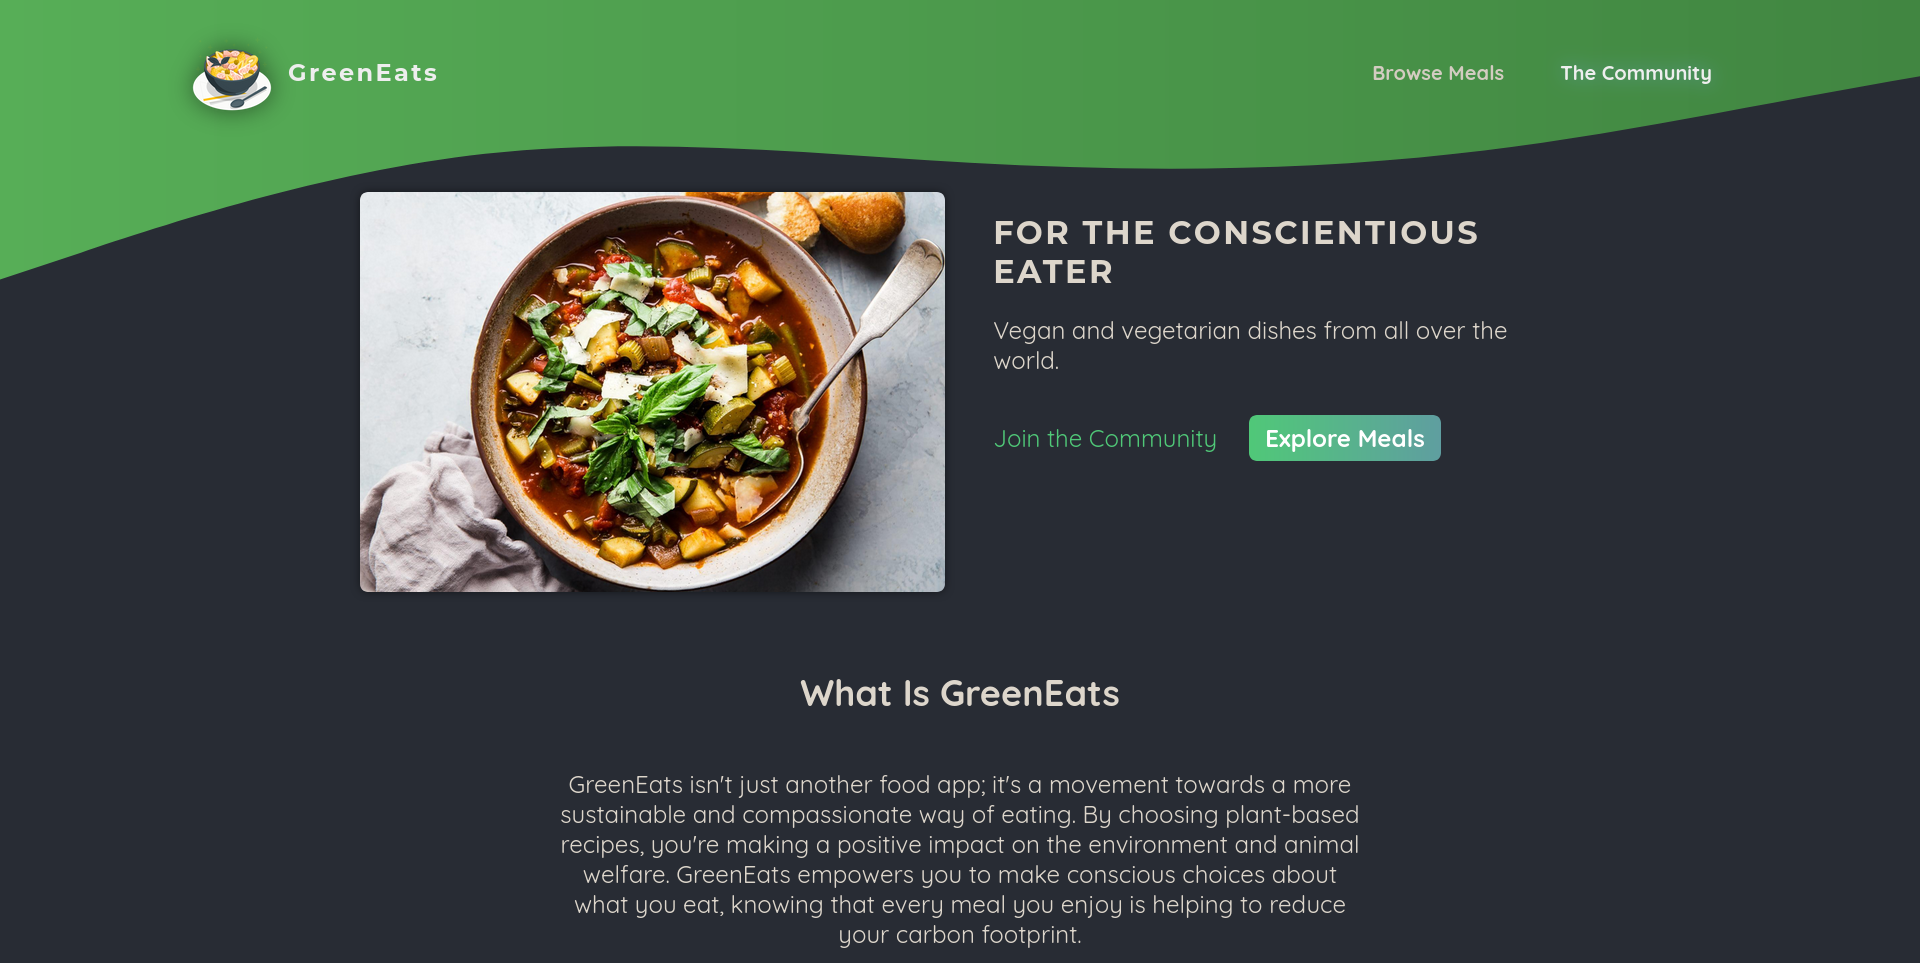 GreenEats
Browse Meals
The Community
FOR THE CONSCIENTIOUS
EATER
Vegan and vegetarian dishes from all over the
world.
Join the Community
Explore Meals
What Is GreenEats
GreenEats isn't just another food app; it's a movement towards a more
sustainable and compassionate way of eating. By choosing plant-based
recipes, you're making a positive impact on the environment and animal
welfare. GreenEats empowers you to make conscious choices about
what you eat, knowing that every meal you enjoy is helping to reduce
your carbon footprint.